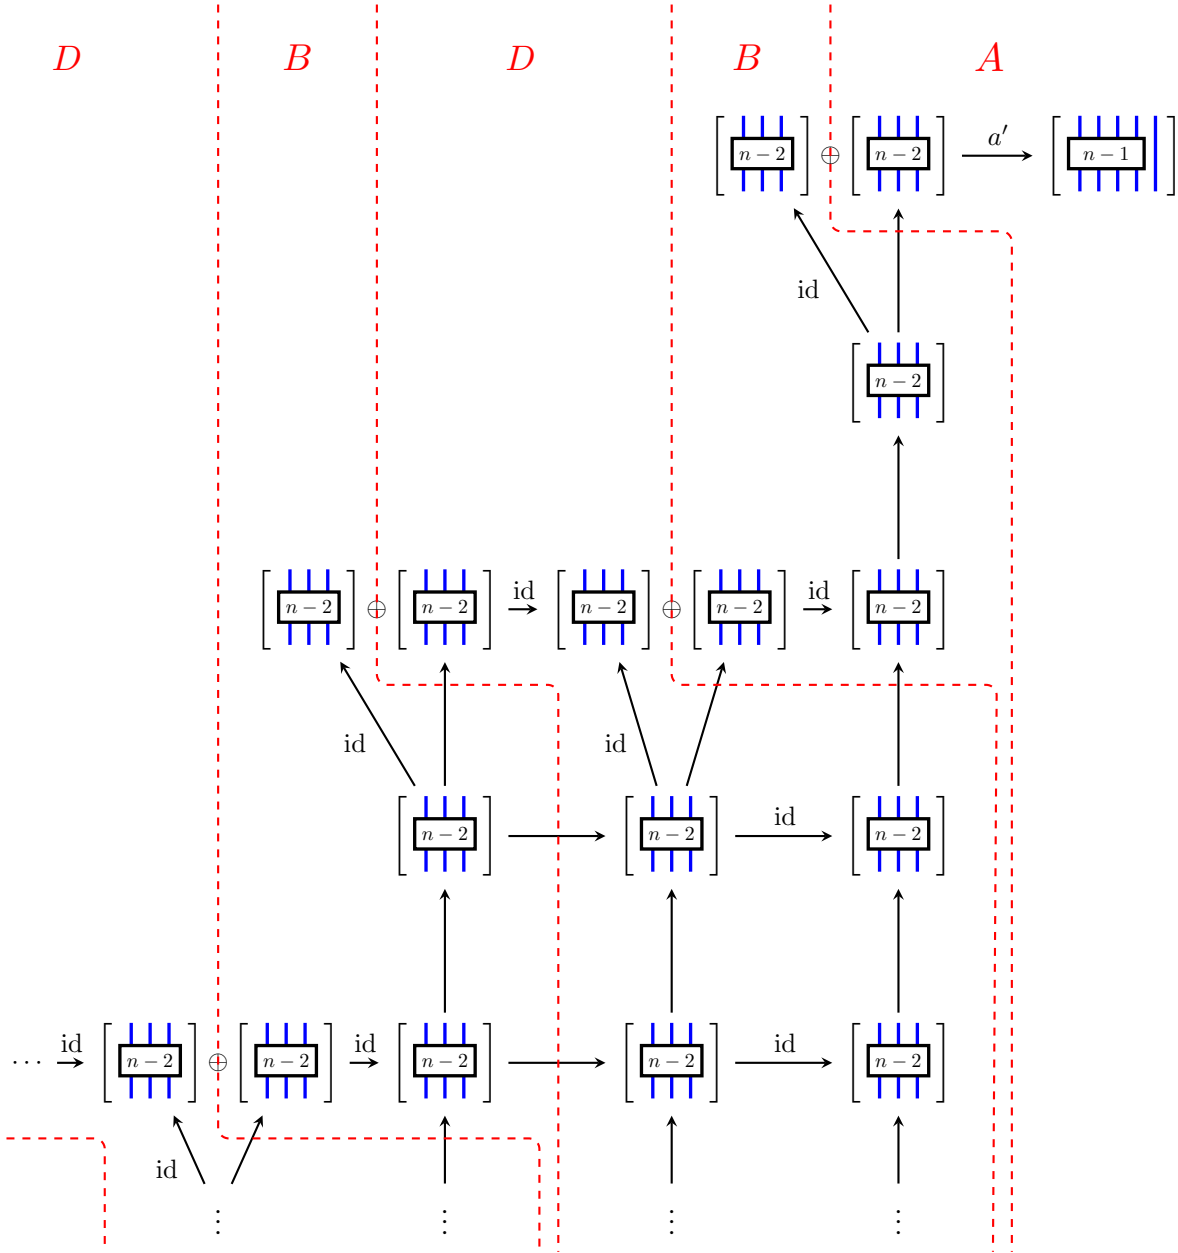 D B D B A
n − 2 ⊕ n − 2 a′ n − 1
id
n − 2
n − 2 ⊕ n − 2 id n − 2 ⊕ n − 2 id n − 2
id id
n − 2 n − 2 id n − 2
··· id n − 2 ⊕ n − 2 id n − 2 n − 2 id n − 2
id
⋮ ⋮ ⋮ ⋮